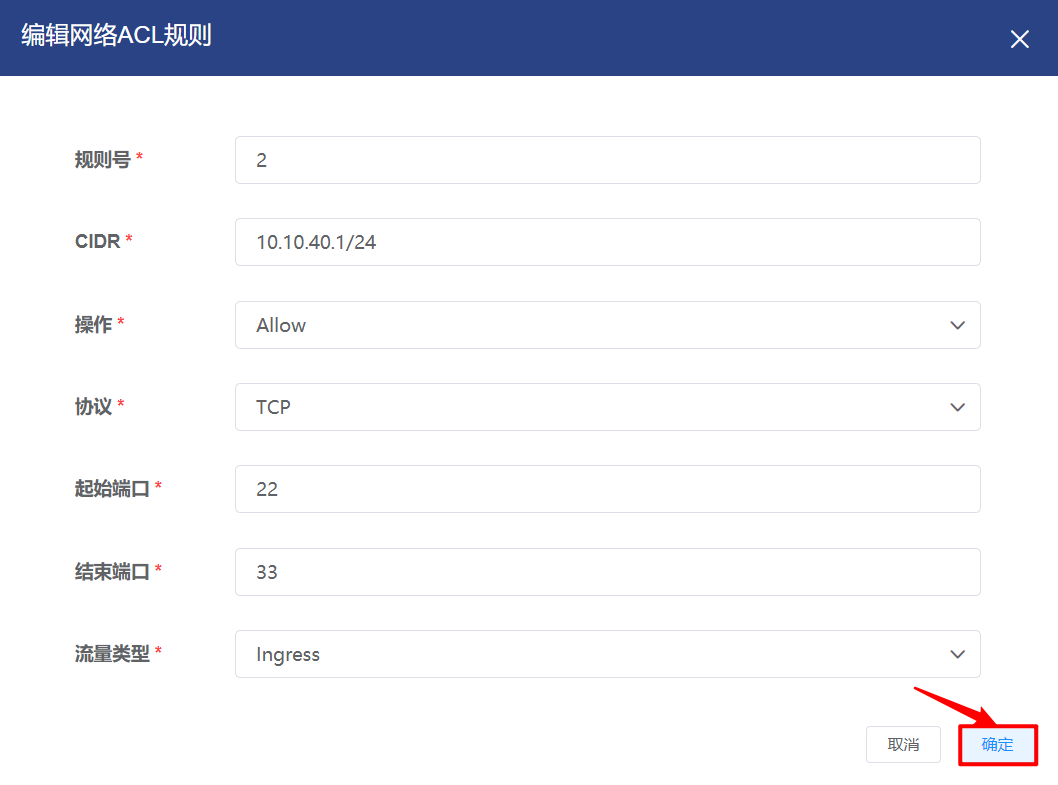 编辑网络ACL规则
规则号 * 2
CIDR * 10.10.40.1/24
操作 * Allow
协议 * TCP
起始端口 * 22
结束端口 * 33
流量类型 * Ingress
取消 确定